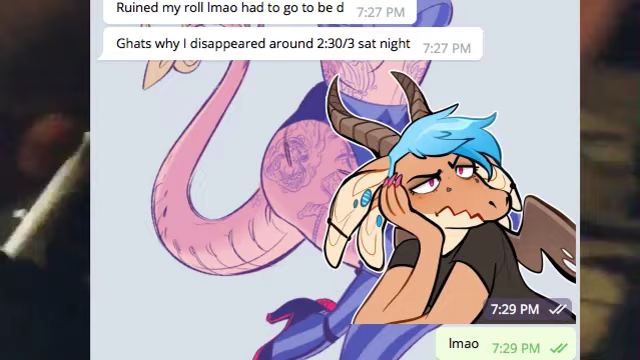 Ruined my roll lmao had to go to be d
7:27 PM
Ghats why I disappeared around 2:30/3 sat night
7:27 PM
7:29 PM
lmao
7:29 PM